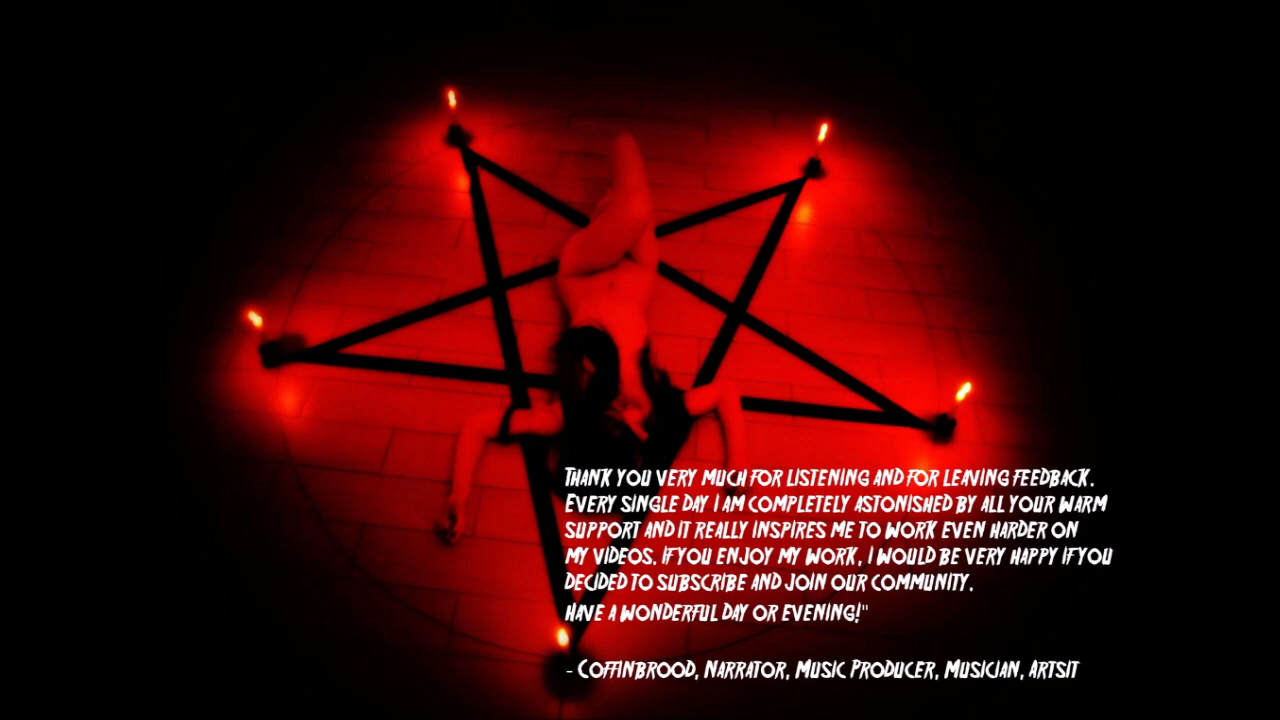 Thank you very much for listening and for leaving feedback.
Every single day I am completely astonished by all your warm
support and it really inspires me to work even harder on
my videos. If you enjoy my work, I would be very happy if you
decided to subscribe and join our community.
Have a wonderful day or evening!"
- Coffinbrood, Narrator, Music Producer, Musician, Artsit